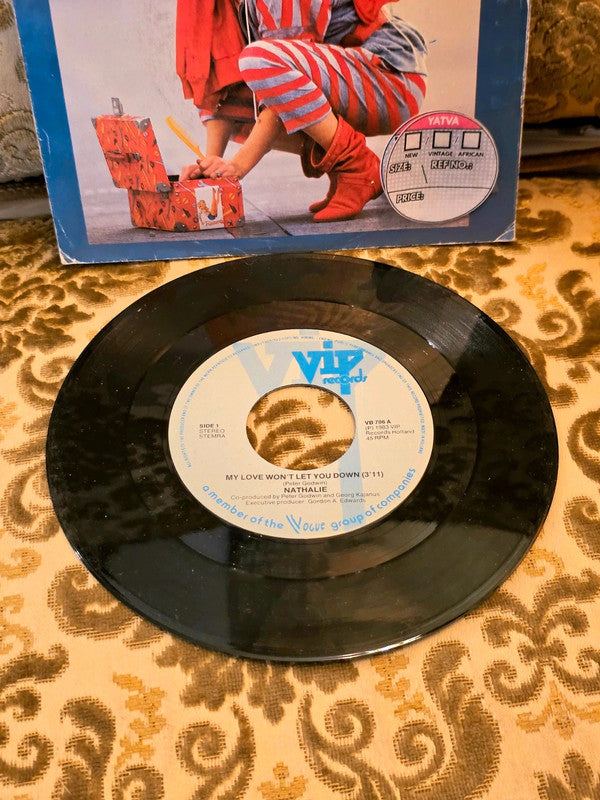 YATVA
NEW VINTAGE AFRICAN
SIZE: REF NO.:
PRICE:
vip
records
SIDE 1
STEREO
STEMRA
VB 786 A
(P) 1983 VIP
Records Holland
45 RPM
MY LOVE WON'T LET YOU DOWN (3'11)
(Peter Godwin)
NATHALIE
Co-produced by Peter Godwin and Georg Kajanus
Executive producer: Gordon A. Edwards
a member of the Vogue group of companies